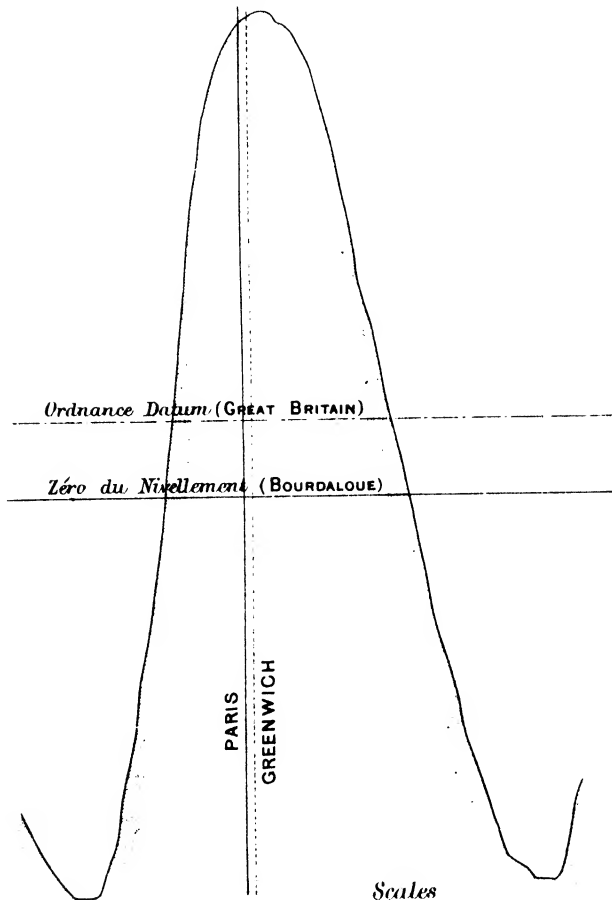 Ordnance Datum (GREAT BRITAIN)
Zéro du Nivellement (BOURDALOUE)
PARIS
GREENWICH
Scales